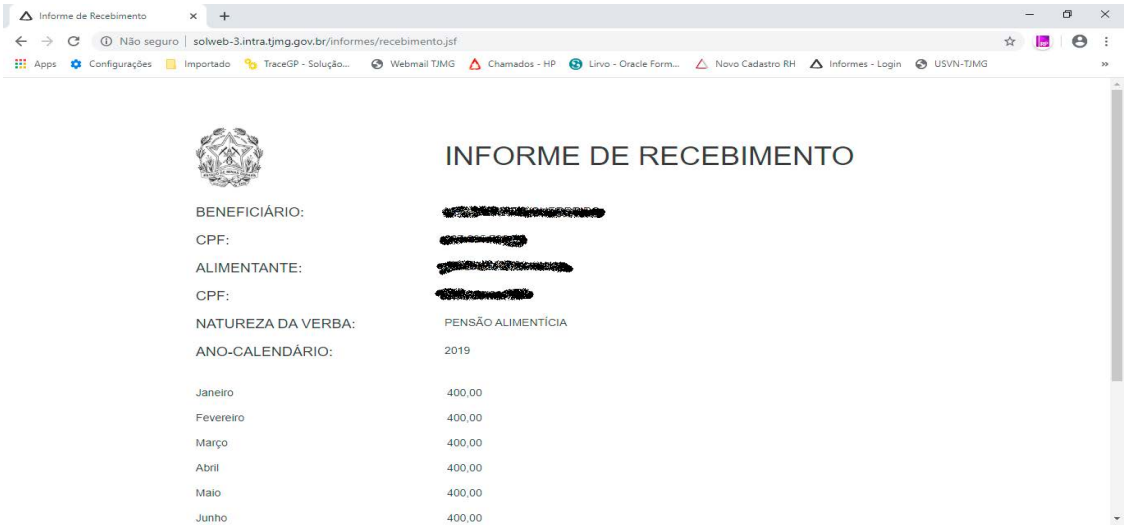 Informe de Recebimento
Não seguro | solweb-3.intra.tjmg.gov.br/informes/recebimento.jsf
Apps Configurações Importado TraceGP - Solução... Webmail TJMG Chamados - HP Lirvo - Oracle Form... Novo Cadastro RH Informes - Login USVN-TJMG »
INFORME DE RECEBIMENTO
BENEFICIÁRIO:
CPF:
ALIMENTANTE:
CPF:
NATUREZA DA VERBA: PENSÃO ALIMENTÍCIA
ANO-CALENDÁRIO: 2019
Janeiro 400,00
Fevereiro 400,00
Março 400,00
Abril 400,00
Maio 400,00
Junho 400,00